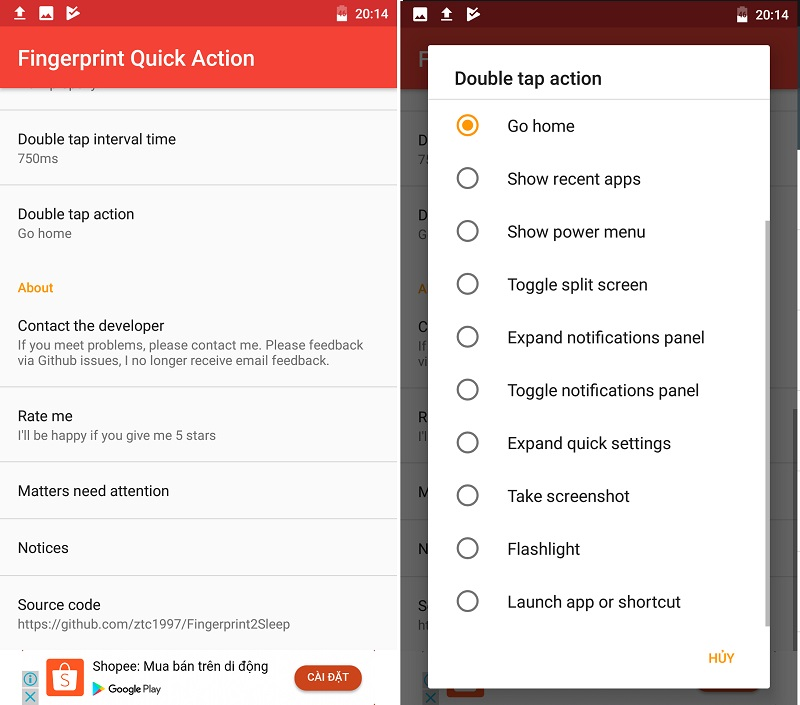 20:14
Fingerprint Quick Action
Double tap interval time
750ms
Double tap action
Go home
About
Contact the developer
If you meet problems, please contact me. Please feedback
via Github issues, I no longer receive email feedback.
Rate me
I'll be happy if you give me 5 stars
Matters need attention
Notices
Source code
https://github.com/ztc1997/Fingerprint2Sleep
Shopee: Mua bán trên di động
Google Play
CÀI ĐẶT
20:14
Double tap action
Go home
Show recent apps
Show power menu
Toggle split screen
Expand notifications panel
Toggle notifications panel
Expand quick settings
Take screenshot
Flashlight
Launch app or shortcut
HỦY